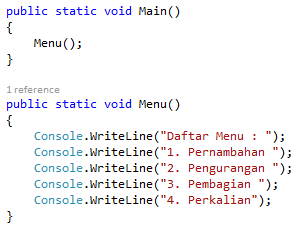 public static void Main()
{
    Menu();
}
1 reference
public static void Menu()
{
    Console.WriteLine("Daftar Menu : ");
    Console.WriteLine("1. Pernambahan ");
    Console.WriteLine("2. Pengurangan ");
    Console.WriteLine("3. Pembagian ");
    Console.WriteLine("4. Perkalian");
}